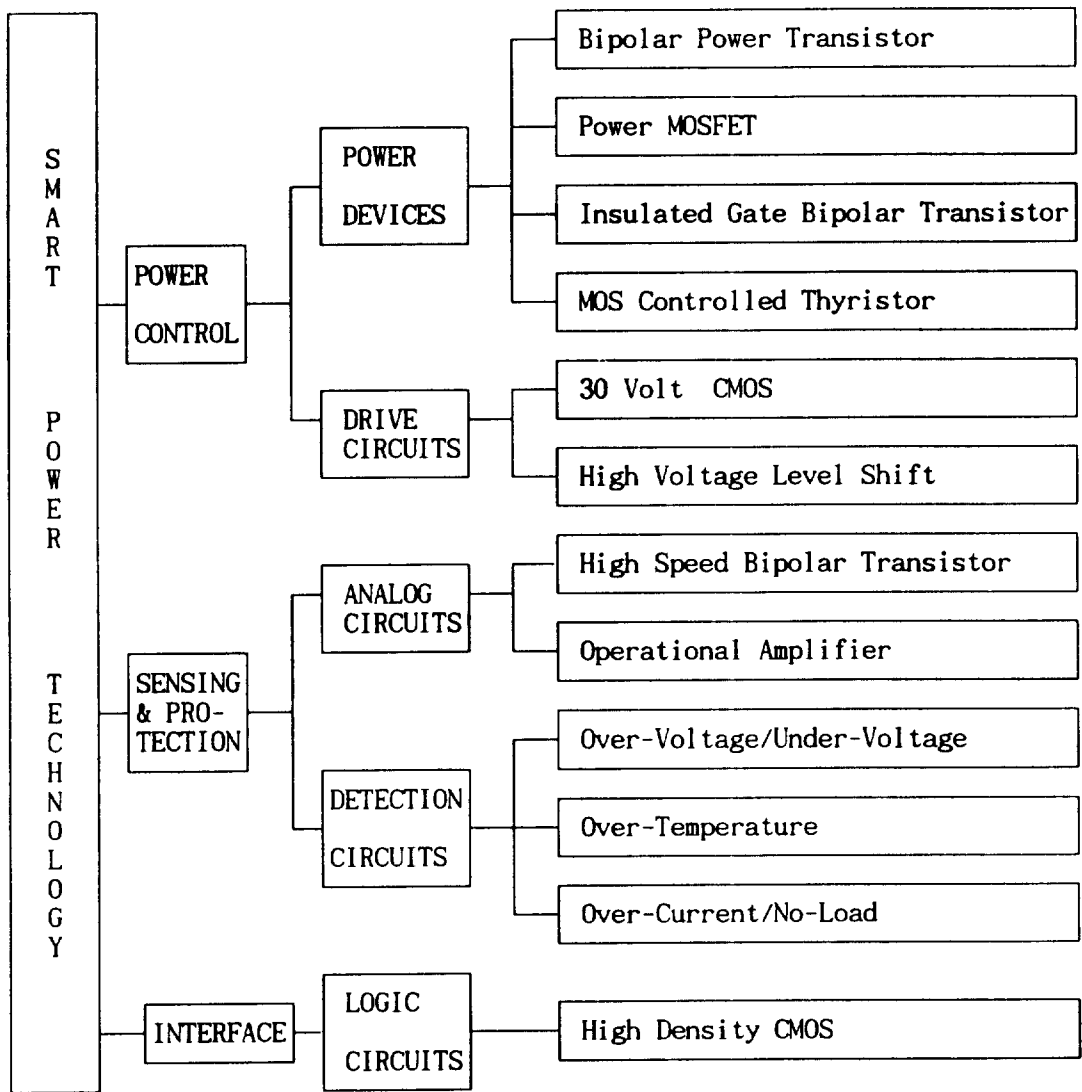 SMART POWER TECHNOLOGY
POWER
CONTROL
POWER
DEVICES
Bipolar Power Transistor
Power MOSFET
Insulated Gate Bipolar Transistor
MOS Controlled Thyristor
DRIVE
CIRCUITS
30 Volt CMOS
High Voltage Level Shift
SENSING
& PRO-
TECTION
ANALOG
CIRCUITS
High Speed Bipolar Transistor
Operational Amplifier
DETECTION
CIRCUITS
Over-Voltage/Under-Voltage
Over-Temperature
Over-Current/No-Load
INTERFACE
LOGIC
CIRCUITS
High Density CMOS